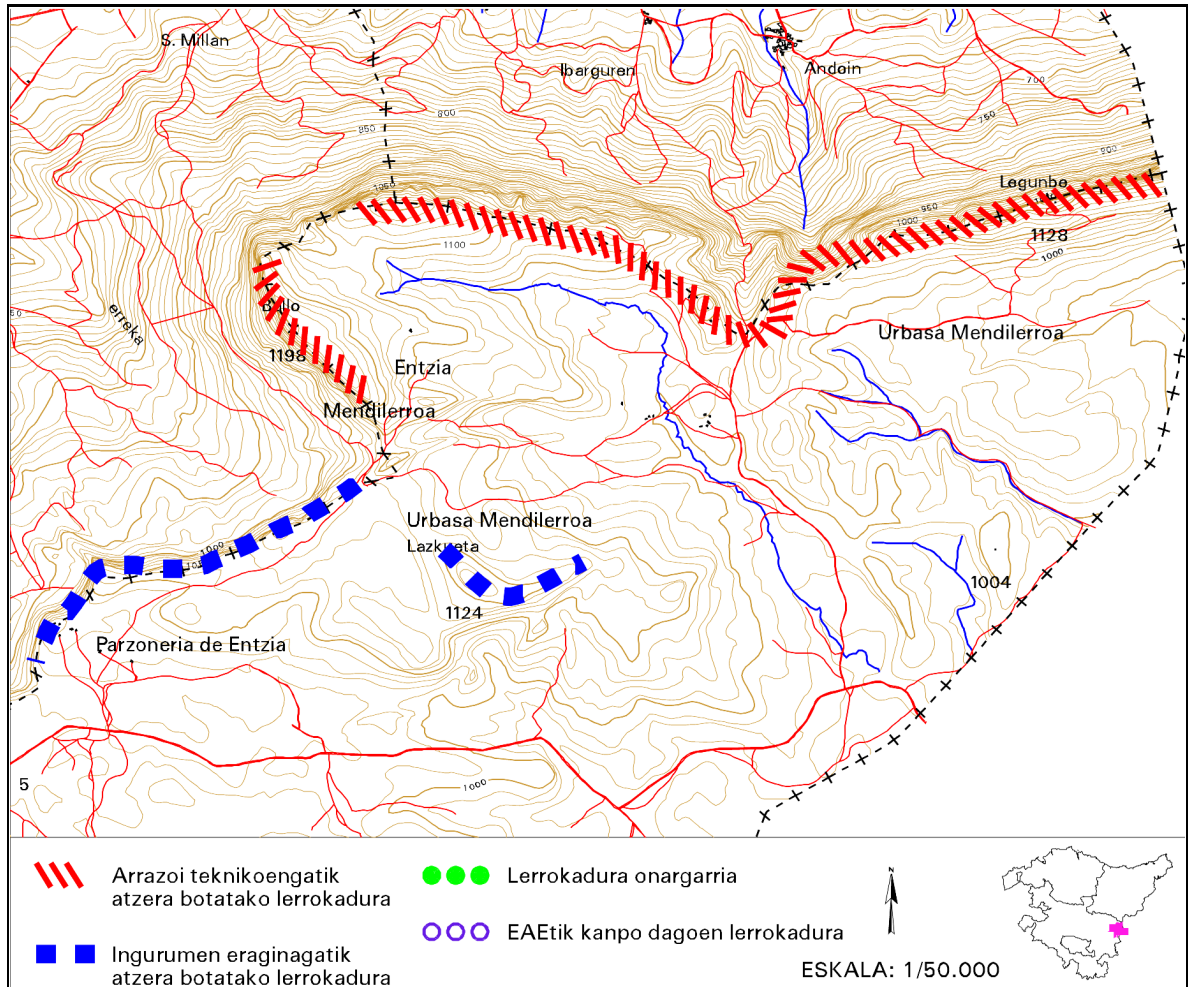 S. Millan
Ibarguren
Andoin
700
750
800
850
900
1050
Legunbe
950
1000
1128
1000
1100
erreka
1198
Entzia
Mendilerroa
Urbasa Mendilerroa
Urbasa Mendilerroa
Lazkueta
1000
1124
1004
Parzoneria de Entzia
5
1000
Arrazoi teknikoengatik
atzera botatako lerrokadura
Lerrokadura onargarria
Ingurumen eraginagatik
atzera botatako lerrokadura
EAEtik kanpo dagoen lerrokadura
ESKALA: 1/50.000